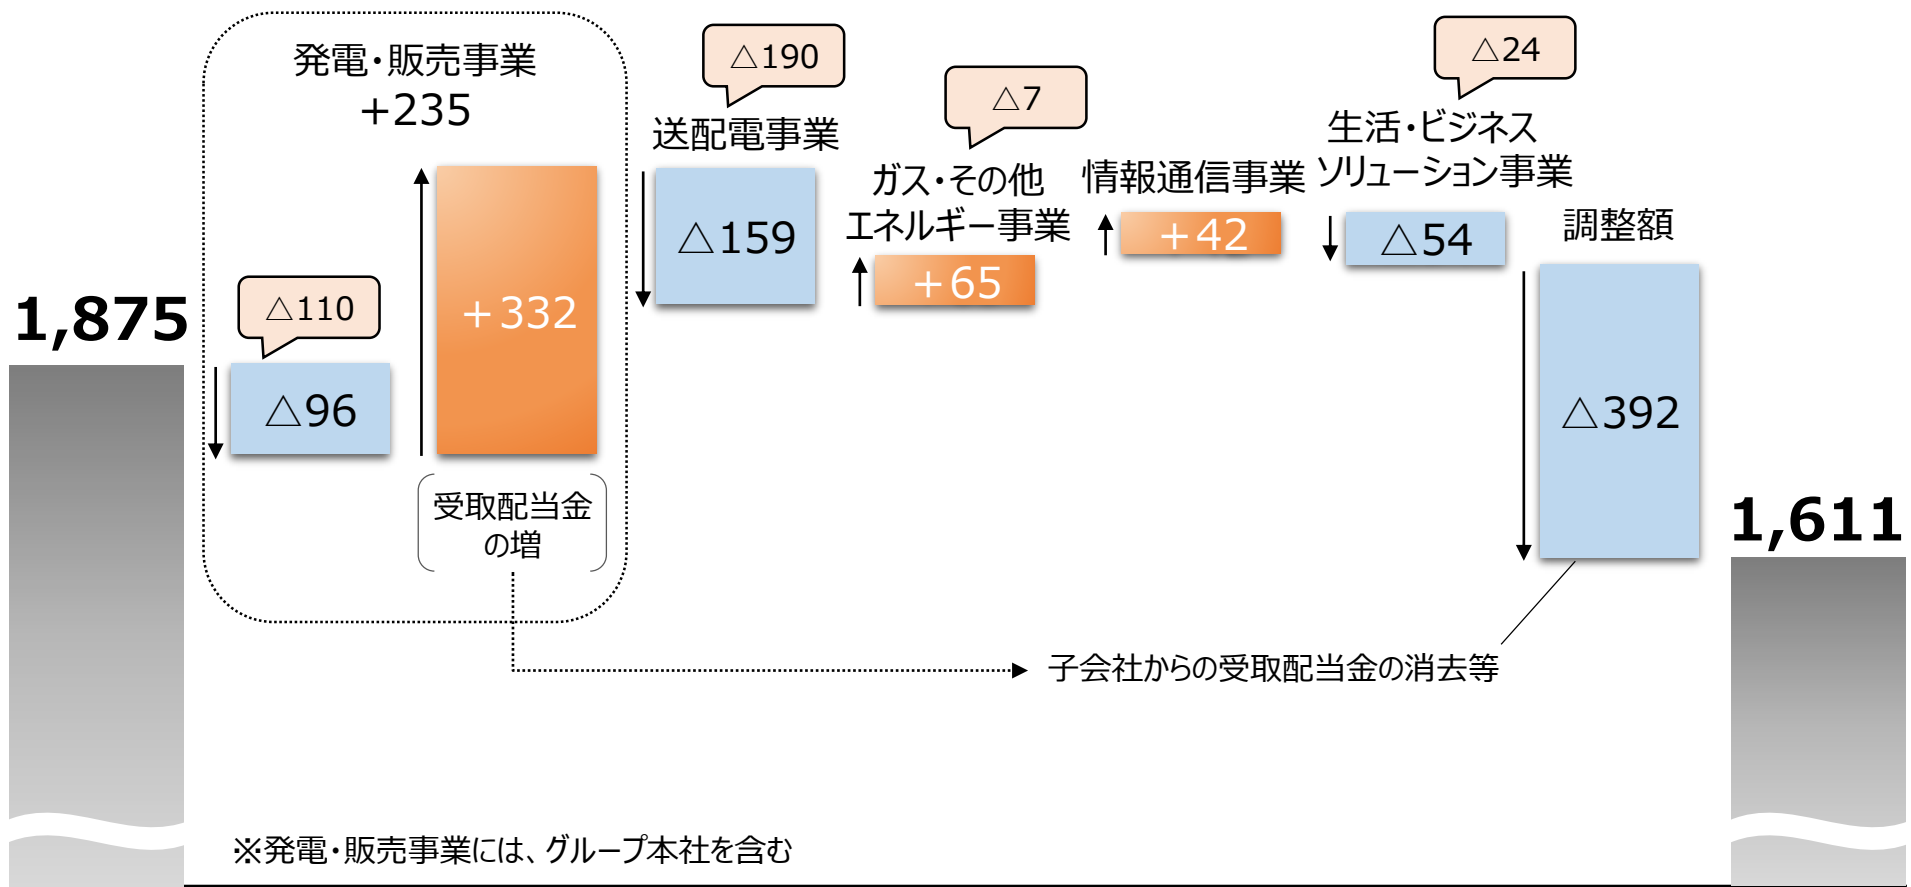 発電・販売事業
+235
1,875
△110
△96
+332
受取配当金
の増
△190
送配電事業
△159
△7
ガス・その他
エネルギー事業
+65
情報通信事業
+42
△24
生活・ビジネス
ソリューション事業
△54
調整額
△392
1,611
子会社からの受取配当金の消去等
※発電・販売事業には、グループ本社を含む